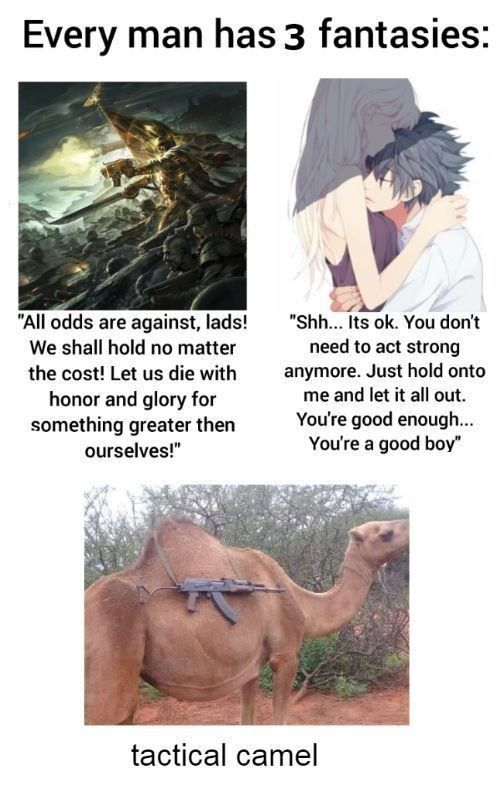 Every man has 3 fantasies:
"All odds are against, lads!
We shall hold no matter
the cost! Let us die with
honor and glory for
something greater then
ourselves!"
"Shh... Its ok. You don't
need to act strong
anymore. Just hold onto
me and let it all out.
You're good enough...
You're a good boy"
tactical camel